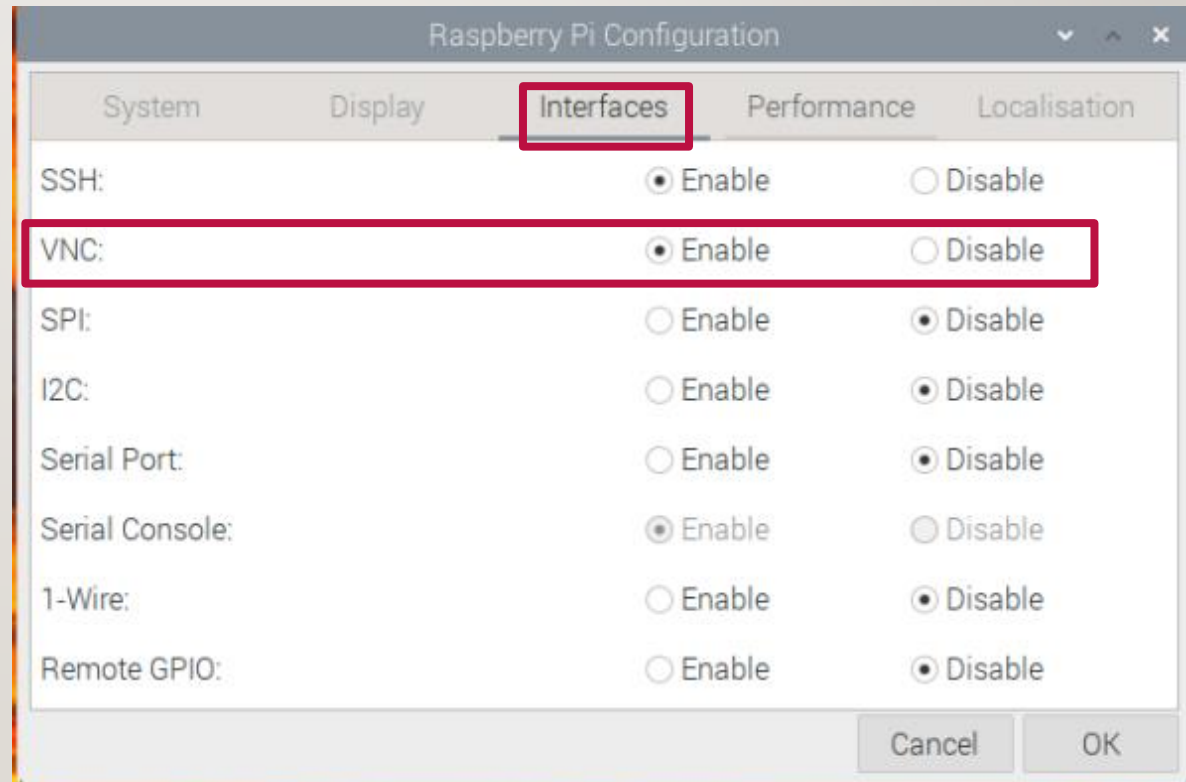 Raspberry Pi Configuration
System Display Interfaces Performance Localisation
SSH: Enable Disable
VNC: Enable Disable
SPI: Enable Disable
I2C: Enable Disable
Serial Port: Enable Disable
Serial Console: Enable Disable
1-Wire: Enable Disable
Remote GPIO: Enable Disable
Cancel OK